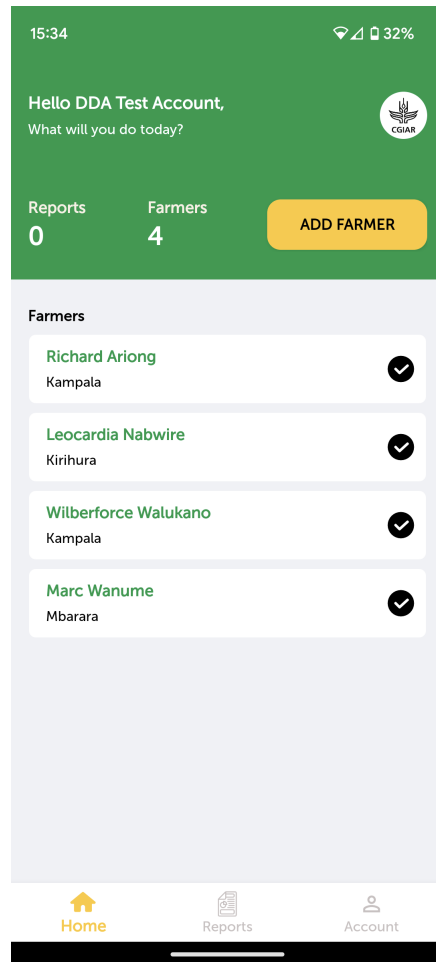 15:34 32%
Hello DDA Test Account,
What will you do today?
CGIAR
Reports Farmers
0 4
ADD FARMER
Farmers
Richard Ariong
Kampala
Leocardia Nabwire
Kirihura
Wilberforce Walukano
Kampala
Marc Wanume
Mbarara
Home Reports Account